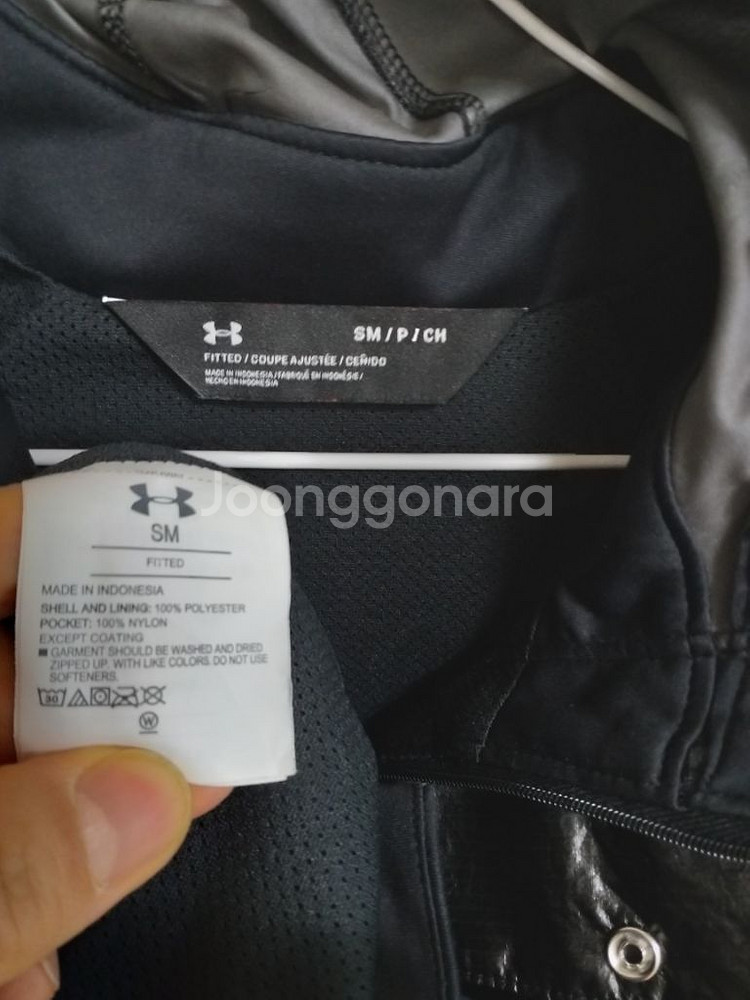 SM / P / CH
FITTED / COUPE AJUSTÉE / CEÑIDO
MADE IN INDONESIA / FABRIQUÉ EN INDONÉSIE /
HECHO EN INDONESIA
Joonggonara
SM
FITTED
MADE IN INDONESIA
SHELL AND LINING: 100% POLYESTER
POCKET: 100% NYLON
EXCEPT COATING
GARMENT SHOULD BE WASHED AND DRIED
ZIPPED UP. WITH LIKE COLORS. DO NOT USE
SOFTENERS.
30
W